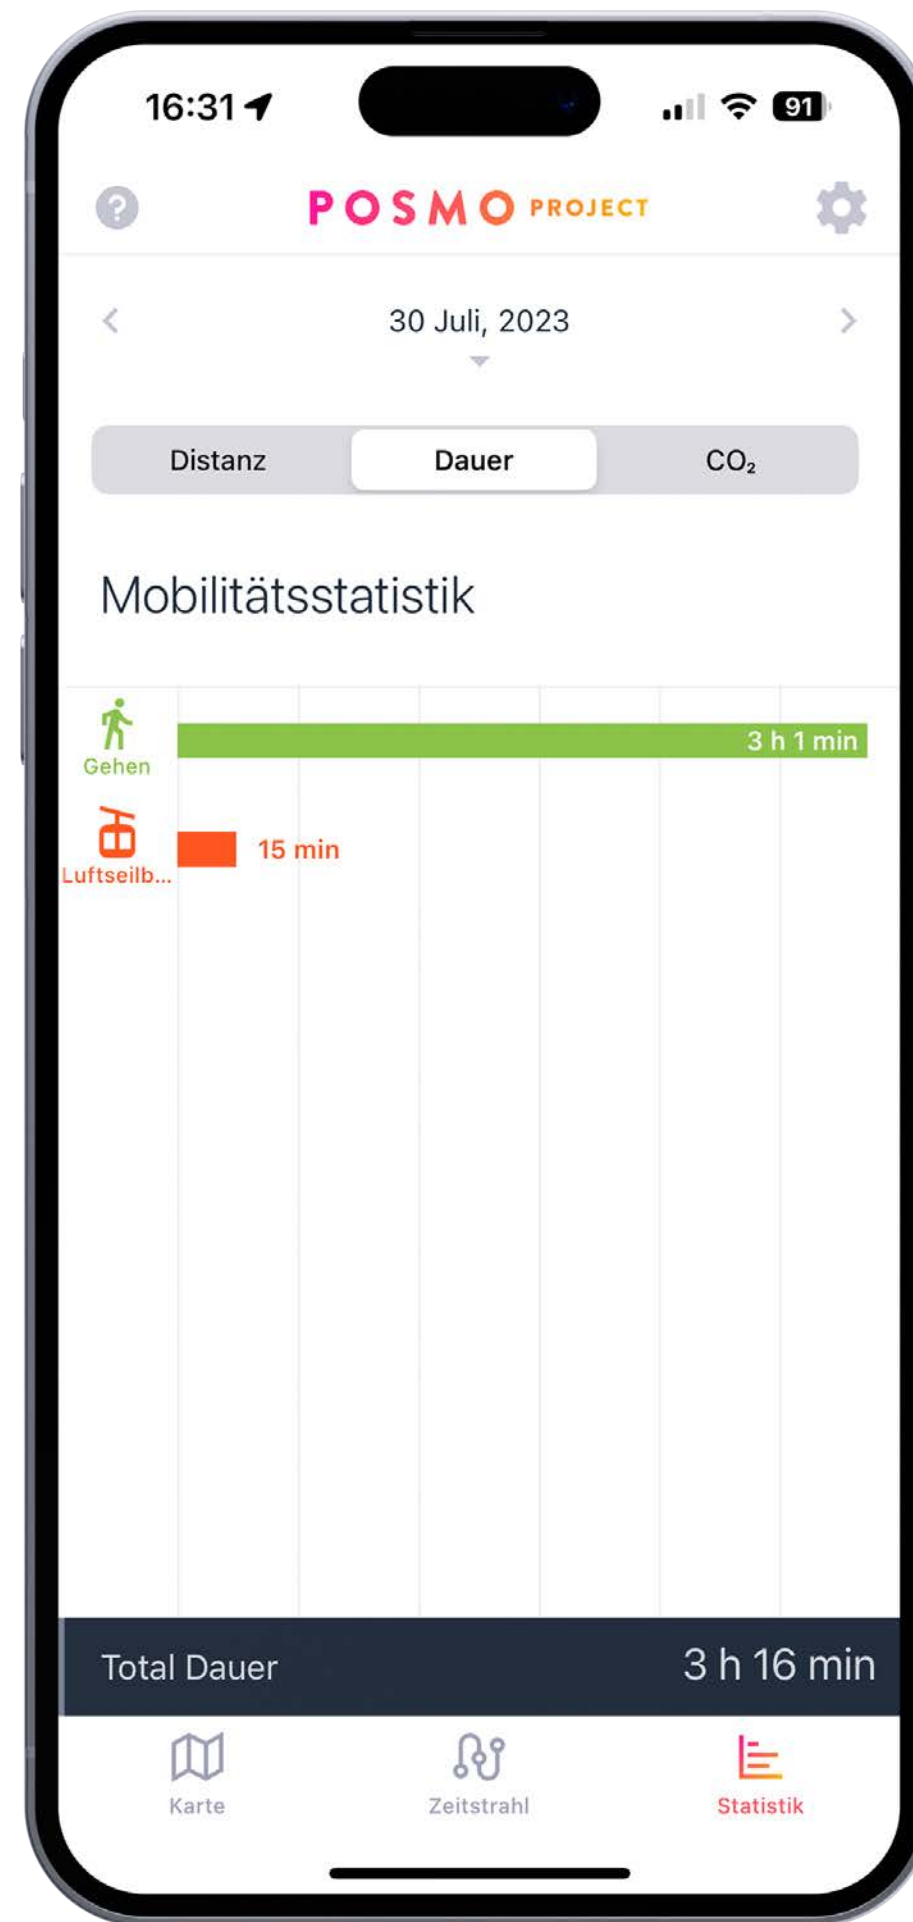 16:31
91
?
POSMO PROJECT
30 Juli, 2023
Distanz Dauer CO₂
Mobilitätsstatistik
3 h 1 min
Gehen
15 min
Luftseilb...
Total Dauer 3 h 16 min
Karte Zeitstrahl Statistik